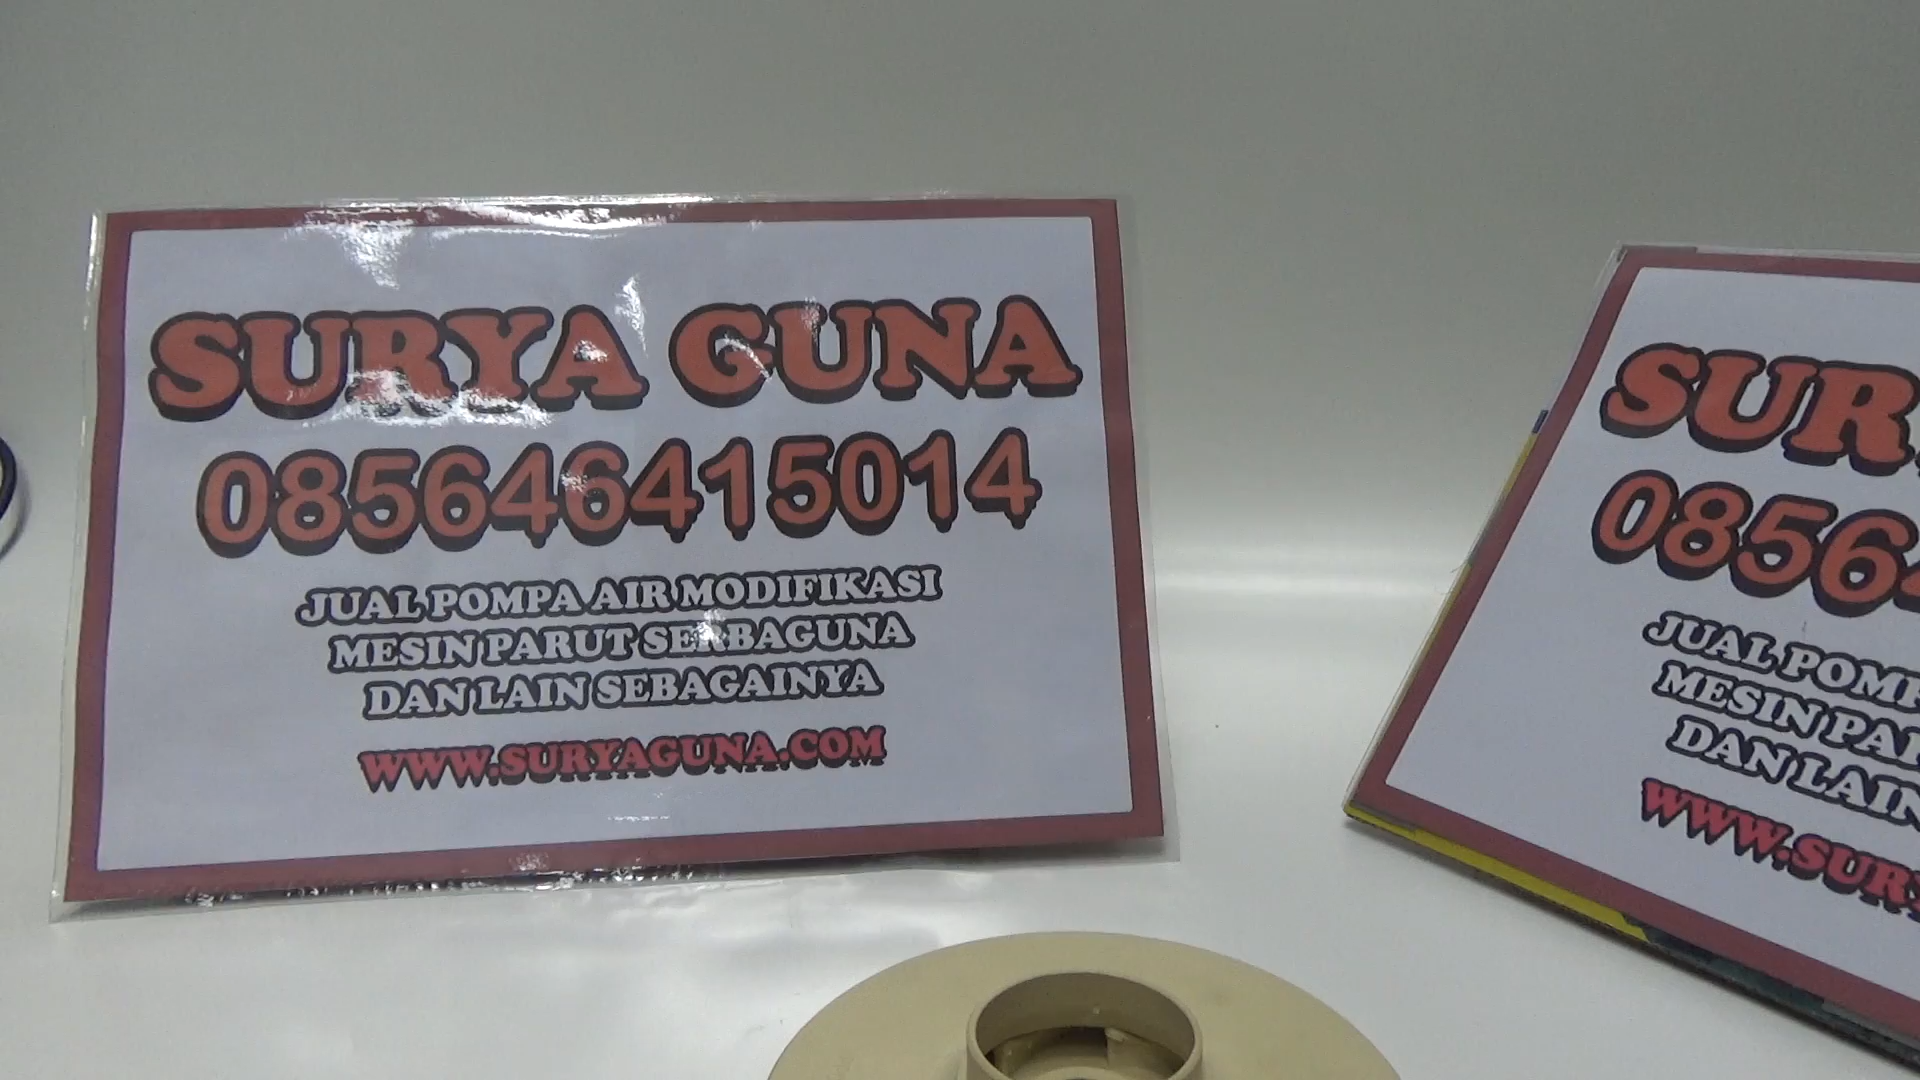 SURYA GUNA
085646415014
JUAL POMPA AIR MODIFIKASI
MESIN PARUT SERBAGUNA
DAN LAIN SEBAGAINYA
WWW.SURYAGUNA.COM
SUR
0856
JUAL POMP
MESIN PAR
DAN LAIN
WWW.SUR